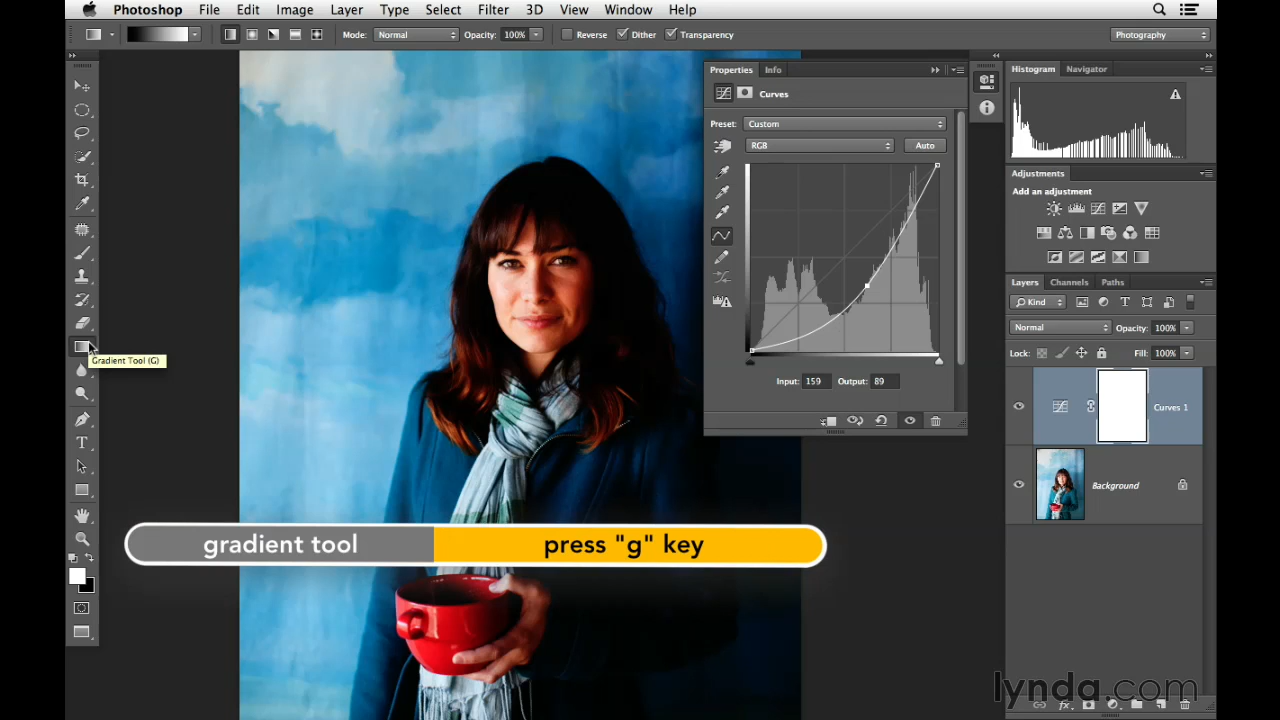 Photoshop File Edit Image Layer Type Select Filter 3D View Window Help
Mode: Normal Opacity: 100% Reverse Dither Transparency Photography
Properties Info
Curves
Preset: Custom
RGB Auto
Input: 159 Output: 89
Histogram Navigator
Adjustments
Add an adjustment
Layers Channels Paths
Kind
Normal Opacity: 100%
Lock: Fill: 100%
Curves 1
Background
Gradient Tool (G)
gradient tool press "g" key
lynda.com